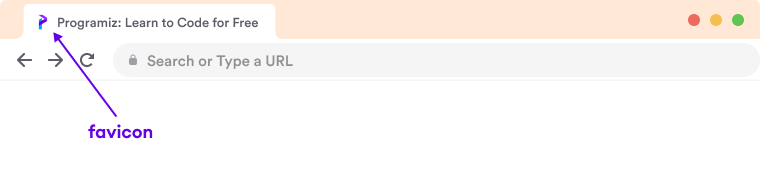 Programiz: Learn to Code for Free
Search or Type a URL
favicon